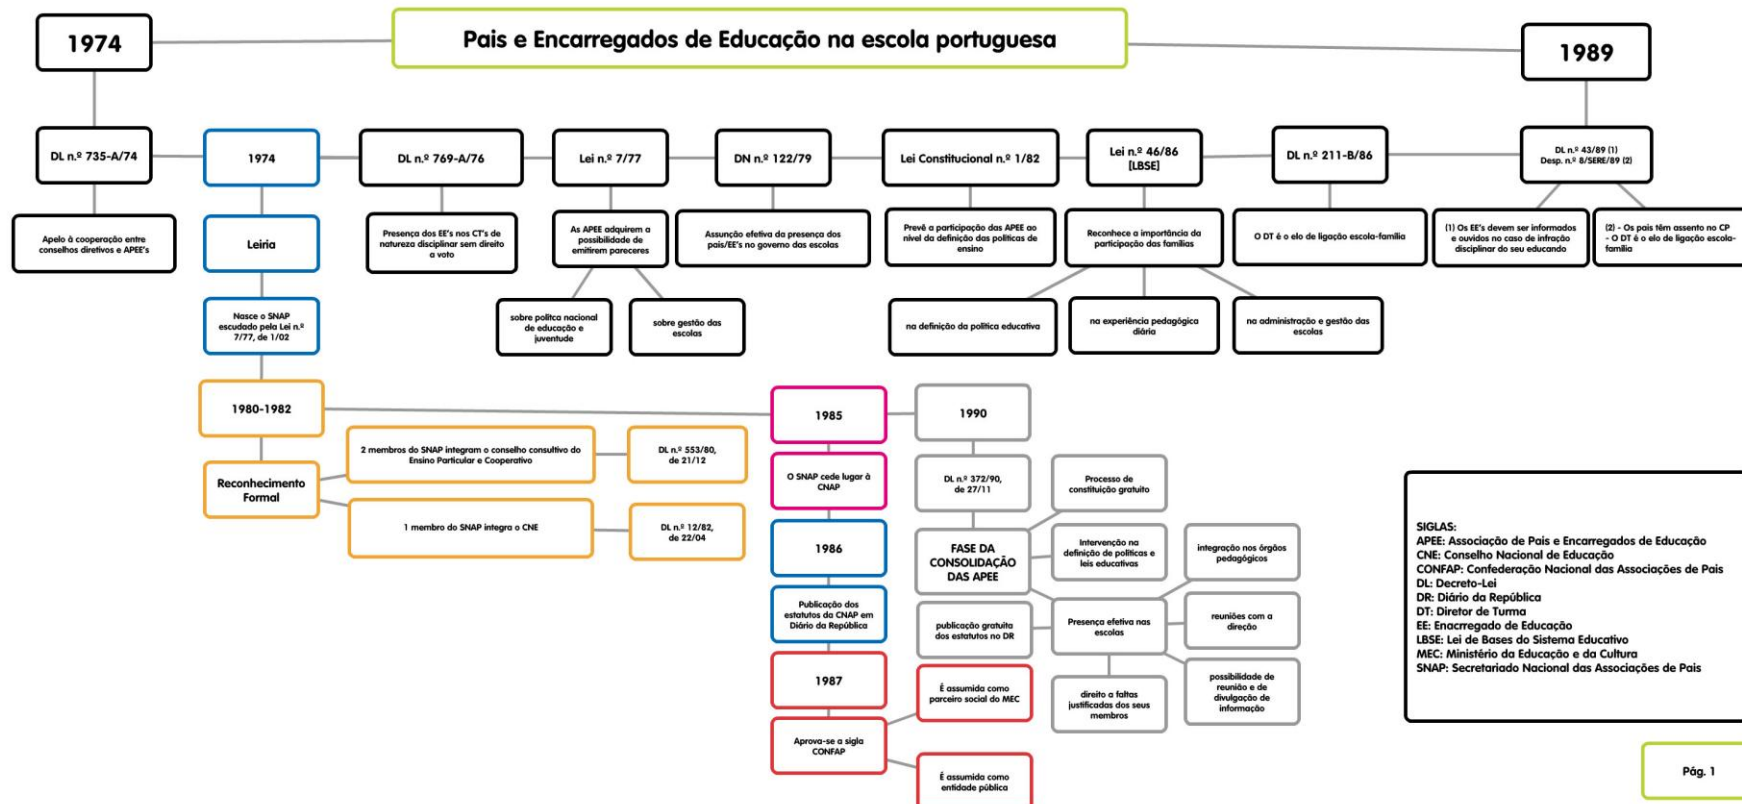 1974
Pais e Encarregados de Educação na escola portuguesa
1989
DL n.º 735-A/74
1974
DL n.º 769-A/76
Lei n.º 7/77
DN n.º 122/79
Lei Constitucional n.º 1/82
Lei n.º 46/86
[LBSE]
DL n.º 211-B/86
DL n.º 43/89 (1)
Desp. n.º 8/SERE/89 (2)
Apelo à cooperação entre
conselhos diretivos e APEE's
Leiria
Presença dos EE's nos CT's de
natureza disciplinar sem direito
a voto
As APEE adquirem a
possibilidade de
emitirem pareceres
Assunção efetiva da presença dos
pais/EE's no governo das escolas
Prevê a participação das APEE ao
nível da definição das políticas de
ensino
Reconhece a importância da
participação das famílias
O DT é o elo de ligação escola-família
(1) Os EE's devem ser informados
e ouvidos no caso de infração
disciplinar do seu educando
(2) - Os pais têm assento no CP
- O DT é o elo de ligação escola-
família
Nasce o SNAP
escudado pela Lei n.º
7/77, de 1/02
sobre polítca nacional
de educação e
juventude
sobre gestão das
escolas
na definição da política educativa
na experiência pedagógica
diária
na administração e gestão das
escolas
1980-1982
1985
1990
2 membros do SNAP integram o conselho consultivo do
Ensino Particular e Cooperativo
DL n.º 553/80,
de 21/12
Reconhecimento
Formal
1 membro do SNAP integra o CNE
DL n.º 12/82,
de 22/04
O SNAP cede lugar à
CNAP
DL n.º 372/90,
de 27/11
Processo de
constituição gratuito
1986
FASE DA
CONSOLIDAÇÃO
DAS APEE
Intervenção na
definição de políticas e
leis educativas
integração nos órgãos
pedagógicos
Publicação dos
estatutos da CNAP em
Diário da República
publicação gratuita
dos estatutos no DR
Presença efetiva nas
escolas
reuniões com a
direção
1987
É assumida como
parceiro social do MEC
direito a faltas
justificadas dos seus
membros
possibilidade de
reunião e de
divulgação de
informação
Aprova-se a sigla
CONFAP
É assumida como
entidade pública
SIGLAS:
APEE: Associação de Pais e Encarregados de Educação
CNE: Conselho Nacional de Educação
CONFAP: Confederação Nacional das Associações de Pais
DL: Decreto-Lei
DR: Diário da República
DT: Diretor de Turma
EE: Enacrregado de Educação
LBSE: Lei de Bases do Sistema Educativo
MEC: Ministério da Educação e da Cultura
SNAP: Secretariado Nacional das Associações de Pais
Pág. 1